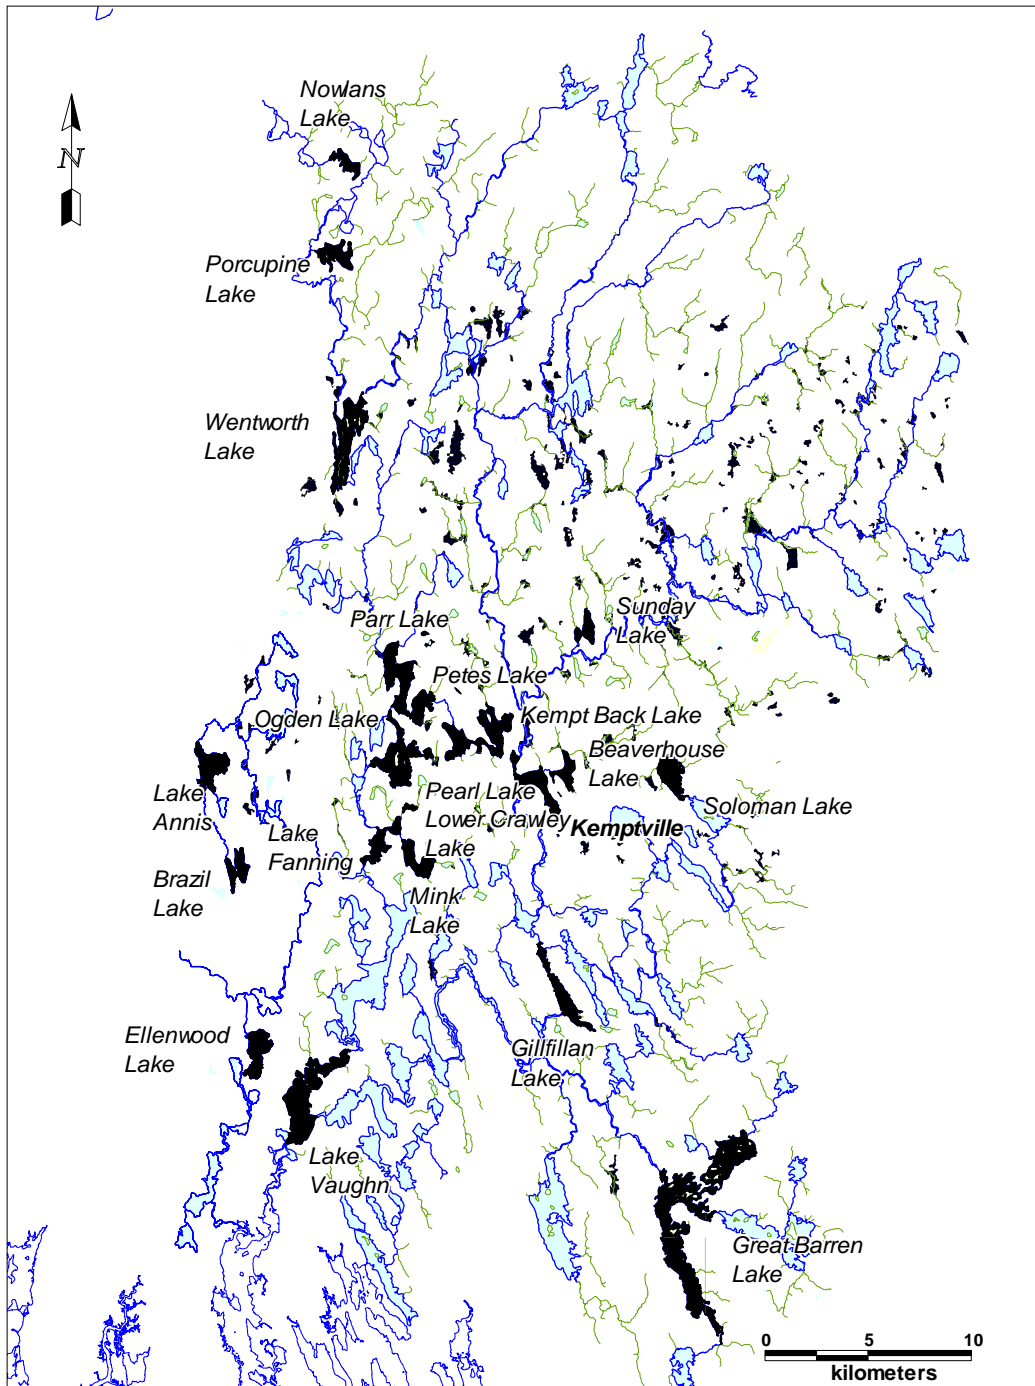 Nowlans
Lake
N
Porcupine
Lake
Wentworth
Lake
Parr Lake
Sunday
Lake
Petes Lake
Ogden Lake
Kempt Back Lake
Beaverhouse
Lake
Lake
Annis
Pearl Lake
Soloman Lake
Lower Crawley
Lake
Kemptville
Lake
Fanning
Brazil
Lake
Mink
Lake
Ellenwood
Lake
Gillfillan
Lake
Lake
Vaughn
Great Barren
Lake
0 5 10
kilometers